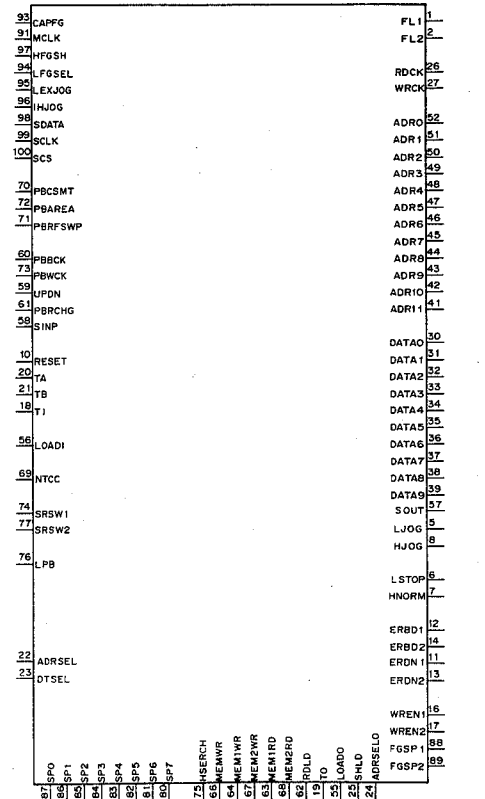 93 CAPFG
91 MCLK
97 HFGSH
94 LFGSEL
95 LEXJOG
96 IHJOG
98 SDATA
99 SCLK
100 SCS
70 PBCSMT
72 PBAREA
71 PBRFSWP
60 PBBCK
73 PBWCK
59 UPDN
61 PBRCHG
58 SINP
10 RESET
20 TA
21 TB
18 TI
56 LOADI
69 NTCC
74 SRSW1
77 SRSW2
76 LPB
22 ADRSEL
23 DTSEL
FL1 1
FL2 2
RDCK 26
WRCK 27
ADR0 52
ADR1 51
ADR2 50
ADR3 49
ADR4 48
ADR5 47
ADR6 46
ADR7 45
ADR8 44
ADR9 43
ADR10 42
ADR11 41
DATA0 30
DATA1 31
DATA2 32
DATA3 33
DATA4 34
DATA5 35
DATA6 36
DATA7 37
DATA8 38
DATA9 39
SOUT 57
LJOG 5
HJOG 8
LSTOP 6
HNORM 7
ERBD1 12
ERBD2 14
ERDN1 11
ERDN2 13
WREN1 16
WREN2 17
FGSP1 88
FGSP2 89
87 SP0
86 SP1
85 SP2
84 SP3
83 SP4
82 SP5
81 SP6
80 SP7
75 HSERCH
66 MEMWR
64 MEM1WR
67 MEM2WR
63 MEM1RD
68 MEM2RD
62 RDLD
19 TO
55 LOADO
25 SHLD
24 ADRSELO